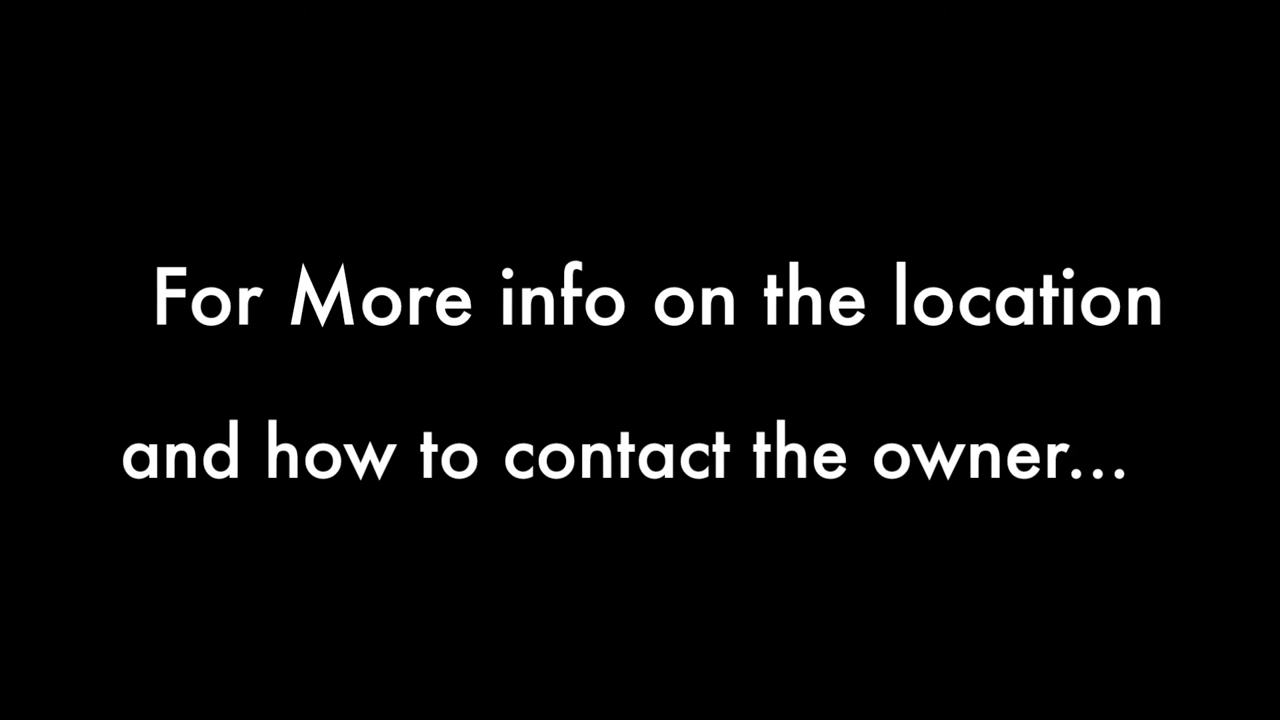 For More info on the location
and how to contact the owner...